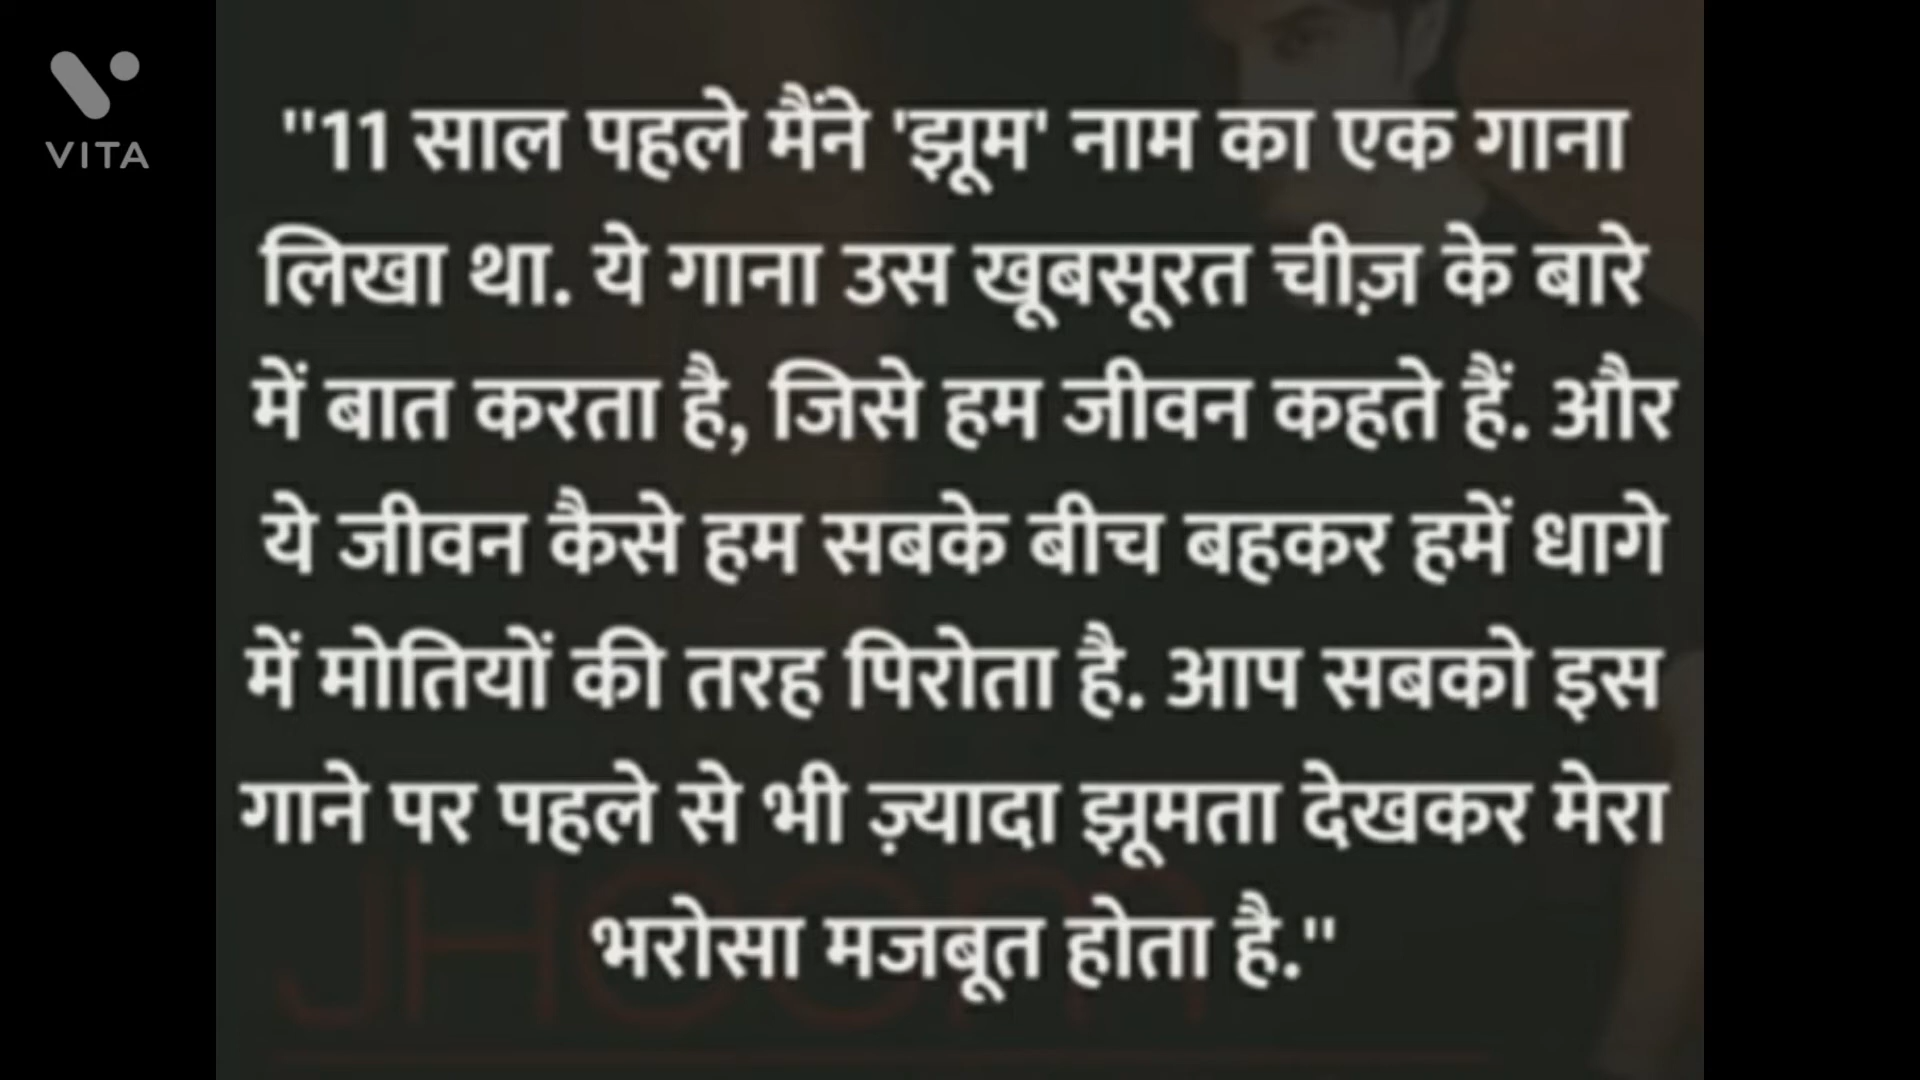 VITA
"11 साल पहले मैंने 'झूम' नाम का एक गाना
लिखा था. ये गाना उस खूबसूरत चीज़ के बारे
में बात करता है, जिसे हम जीवन कहते हैं. और
ये जीवन कैसे हम सबके बीच बहकर हमें धागे
में मोतियों की तरह पिरोता है. आप सबको इस
गाने पर पहले से भी ज़्यादा झूमता देखकर मेरा
भरोसा मजबूत होता है."
JHOOM